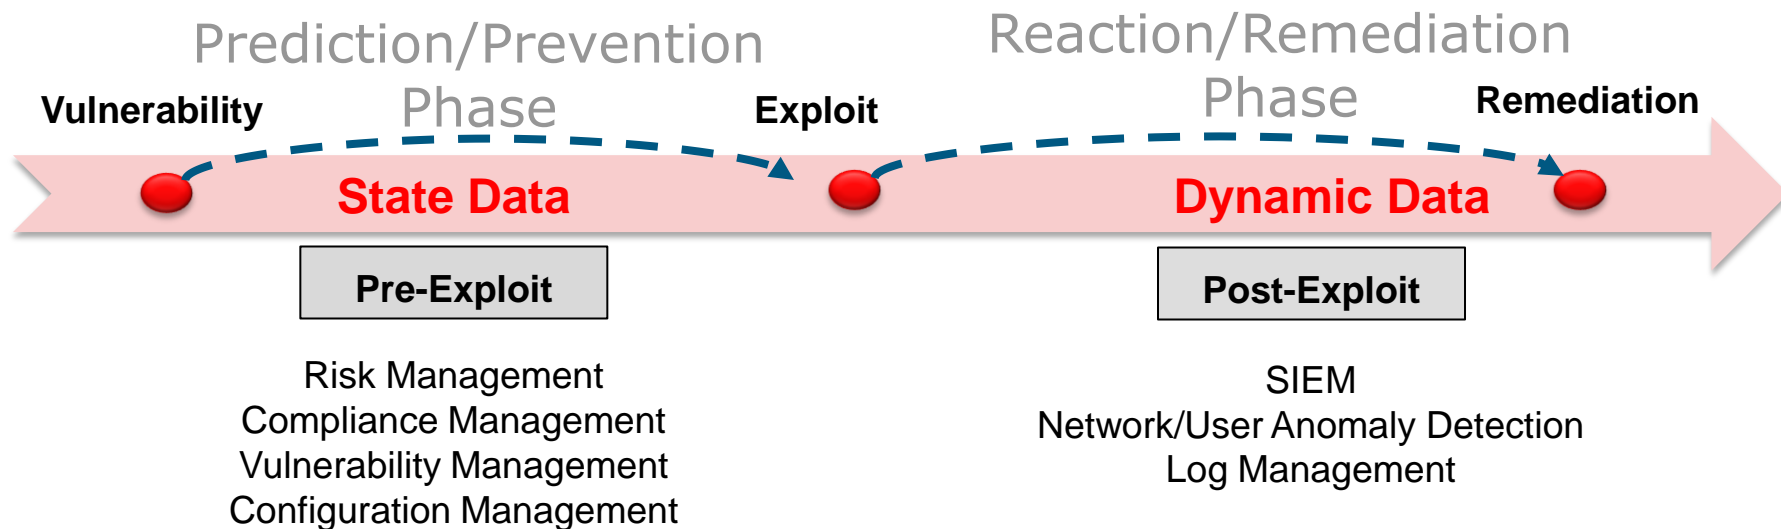 Prediction/Prevention
Phase
Reaction/Remediation
Phase
Vulnerability
Exploit
Remediation
State Data
Dynamic Data
Pre-Exploit
Post-Exploit
Risk Management
Compliance Management
Vulnerability Management
Configuration Management
SIEM
Network/User Anomaly Detection
Log Management